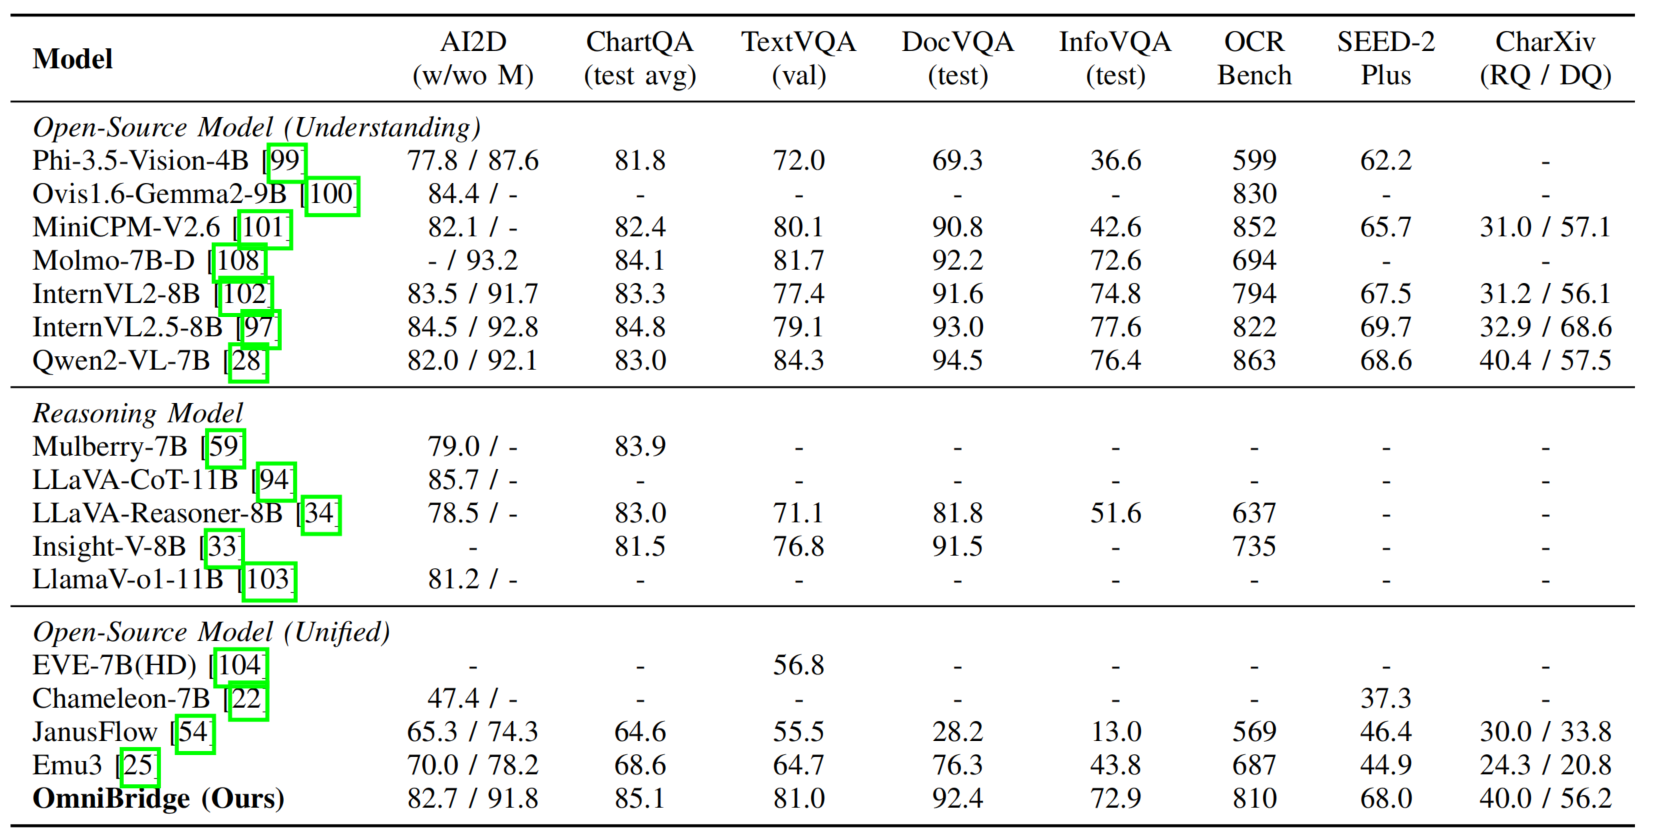 Model AI2D ChartQA TextVQA DocVQA InfoVQA OCR SEED-2 CharXiv
(w/wo M) (test avg) (val) (test) (test) Bench Plus (RQ / DQ)
Open-Source Model (Understanding)
Phi-3.5-Vision-4B [99] 77.8 / 87.6 81.8 72.0 69.3 36.6 599 62.2 -
Ovis1.6-Gemma2-9B [100] 84.4 / - - - - - 830 - -
MiniCPM-V2.6 [101] 82.1 / - 82.4 80.1 90.8 42.6 852 65.7 31.0 / 57.1
Molmo-7B-D [108] - / 93.2 84.1 81.7 92.2 72.6 694 - -
InternVL2-8B [102] 83.5 / 91.7 83.3 77.4 91.6 74.8 794 67.5 31.2 / 56.1
InternVL2.5-8B [97] 84.5 / 92.8 84.8 79.1 93.0 77.6 822 69.7 32.9 / 68.6
Qwen2-VL-7B [28] 82.0 / 92.1 83.0 84.3 94.5 76.4 863 68.6 40.4 / 57.5
Reasoning Model
Mulberry-7B [59] 79.0 / - 83.9 - - - - - -
LLaVA-CoT-11B [94] 85.7 / - - - - - - - -
LLaVA-Reasoner-8B [34] 78.5 / - 83.0 71.1 81.8 51.6 637 - -
Insight-V-8B [33] - 81.5 76.8 91.5 - 735 - -
LlamaV-o1-11B [103] 81.2 / - - - - - - - -
Open-Source Model (Unified)
EVE-7B(HD) [104] - - 56.8 - - - - -
Chameleon-7B [22] 47.4 / - - - - - - 37.3 -
JanusFlow [54] 65.3 / 74.3 64.6 55.5 28.2 13.0 569 46.4 30.0 / 33.8
Emu3 [25] 70.0 / 78.2 68.6 64.7 76.3 43.8 687 44.9 24.3 / 20.8
OmniBridge (Ours) 82.7 / 91.8 85.1 81.0 92.4 72.9 810 68.0 40.0 / 56.2